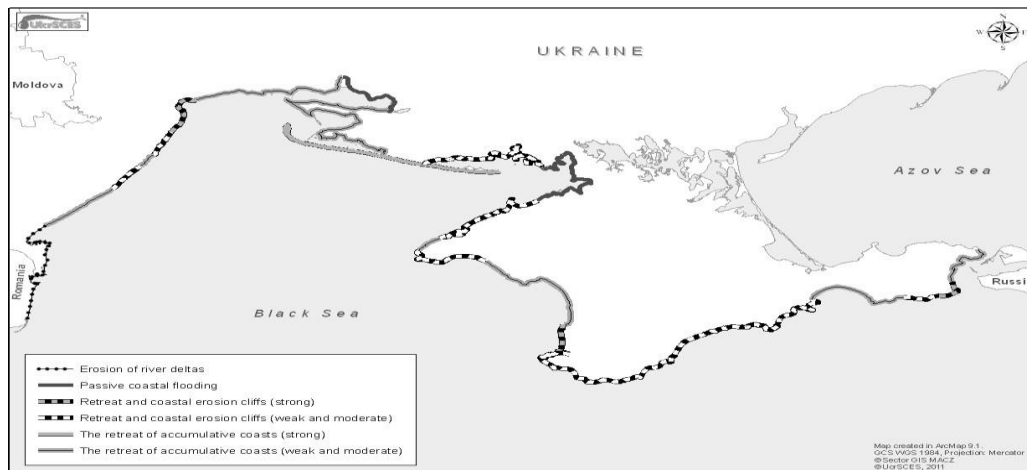 UkrSCES
N
W
E
S
UKRAINE
Moldova
Azov Sea
Romania
Russi
Black Sea
Erosion of river deltas
Passive coastal flooding
Retreat and coastal erosion cliffs (strong)
Retreat and coastal erosion cliffs (weak and moderate)
The retreat of accumulative coasts (strong)
The retreat of accumulative coasts (weak and moderate)
Map created in ArcMap 9.1.
GCS WGS 1984, Projection: Mercator
©Sector GIS MACZ
©UcrSCES, 2011